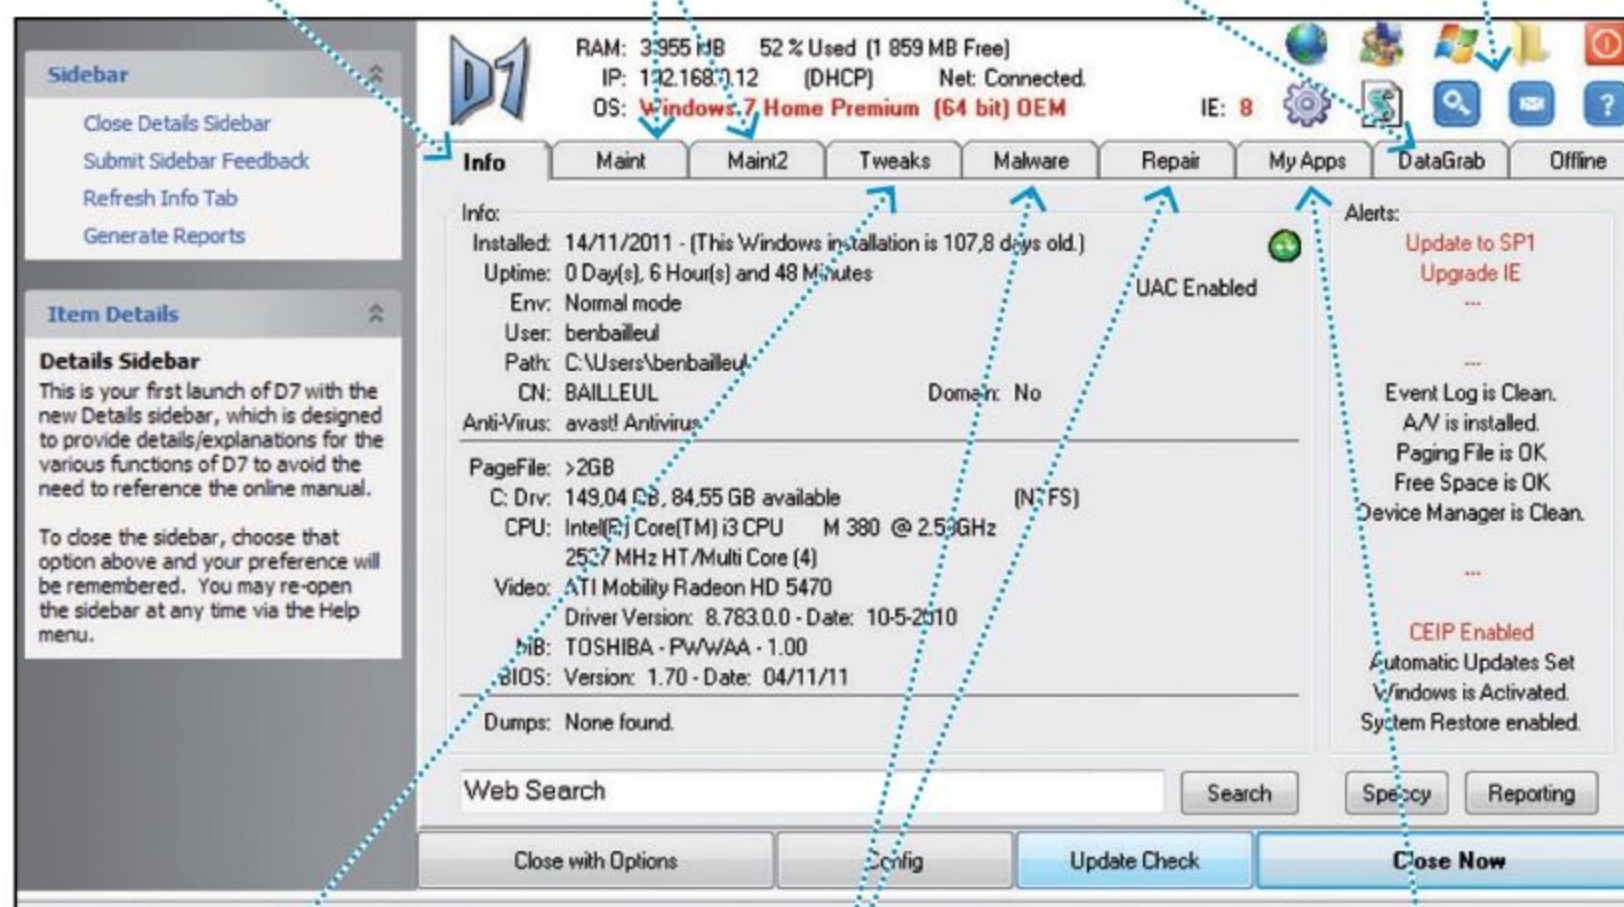 Sidebar
Close Details Sidebar
Submit Sidebar Feedback
Refresh Info Tab
Generate Reports
Item Details
Details Sidebar
This is your first launch of D7 with the
new Details sidebar, which is designed
to provide details/explanations for the
various functions of D7 to avoid the
need to reference the online manual.
To close the sidebar, choose that
option above and your preference will
be remembered. You may re-open
the sidebar at any time via the Help
menu.
D7
RAM: 3 955 MB 52 % Used (1 859 MB Free)
IP: 192.168.0.12 (DHCP) Net: Connected.
OS: Windows 7 Home Premium (64 bit) OEM IE: 8
Info Maint Maint2 Tweaks Malware Repair My Apps DataGrab Offline
Info:
Installed: 14/11/2011 - (This Windows installation is 107,8 days old.)
Uptime: 0 Day(s), 6 Hour(s) and 48 Minutes
UAC Enabled
Env: Normal mode
User: benbailleul
Path: C:\Users\benbailleul
CN: BAILLEUL Domain: No
Anti-Virus: avast! Antivirus
PageFile: >2GB
C: Drv: 149,04 GB, 84,55 GB available (NTFS)
CPU: Intel(R) Core(TM) i3 CPU M 380 @ 2.53GHz
2527 MHz HT/Multi Core (4)
Video: ATI Mobility Radeon HD 5470
Driver Version: 8.783.0.0 - Date: 10-5-2010
MB: TOSHIBA - PWWAA - 1.00
BIOS: Version: 1.70 - Date: 04/11/11
Dumps: None found.
Alerts:
Update to SP1
Upgrade IE
---
---
Event Log is Clean.
A/V is installed.
Paging File is OK
Free Space is OK
Device Manager is Clean.
---
CEIP Enabled
Automatic Updates Set
Windows is Activated.
System Restore enabled.
Web Search Search Speccy Reporting
Close with Options Config Update Check Close Now